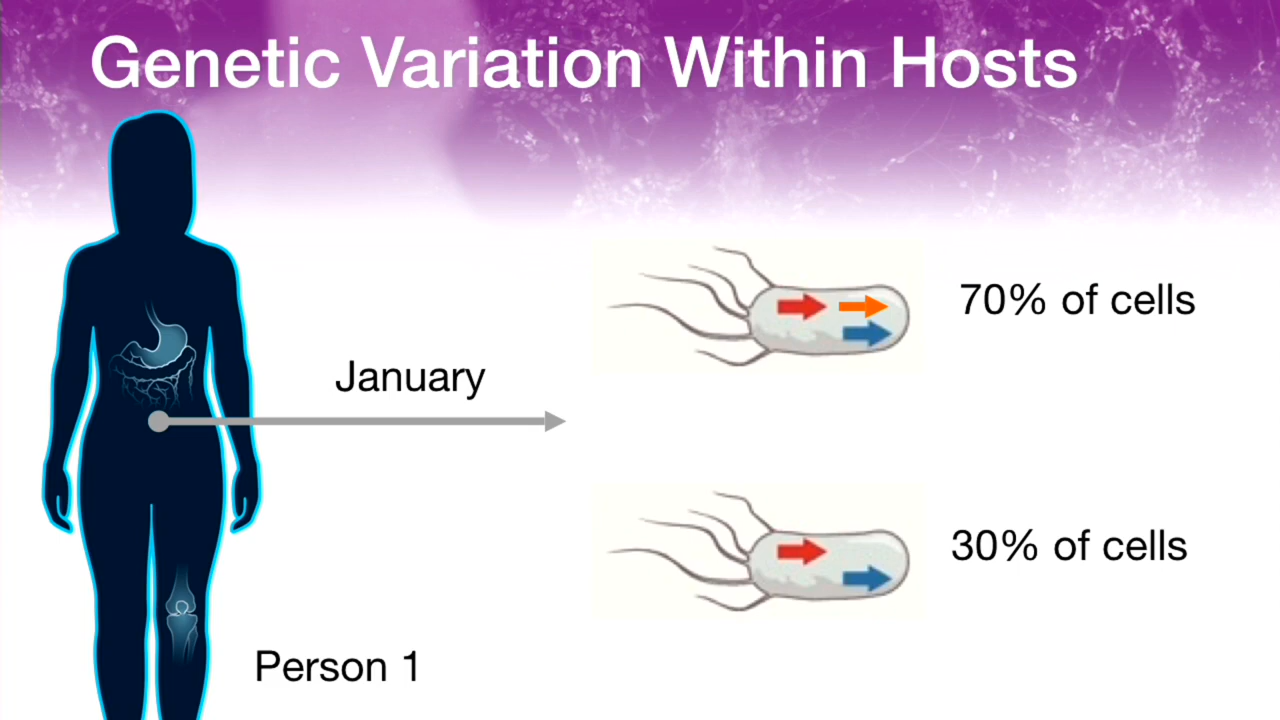 Genetic Variation Within Hosts
70% of cells
January
30% of cells
Person 1